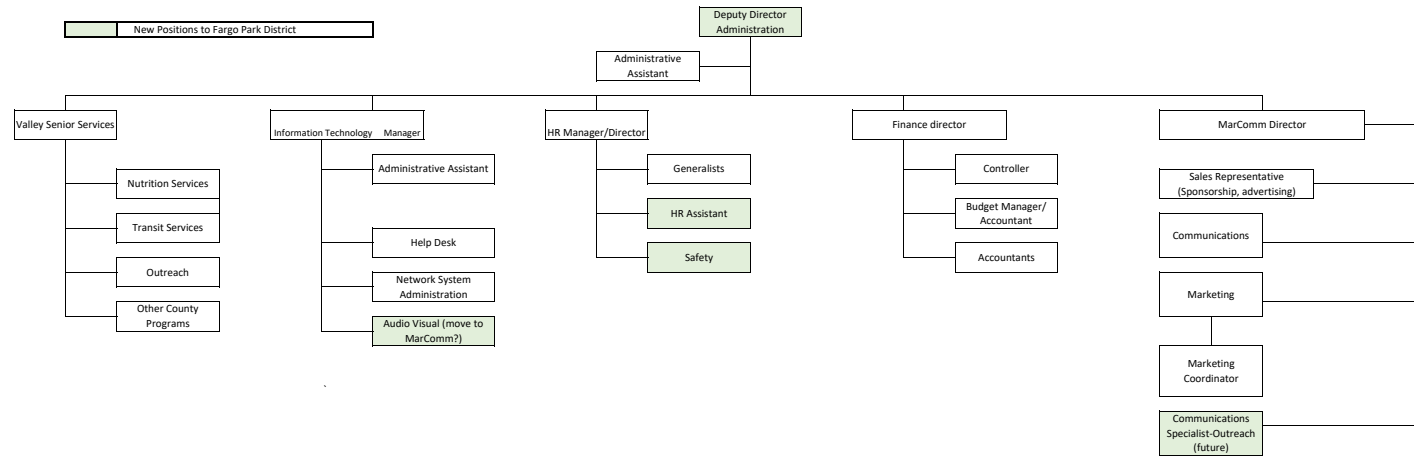 New Positions to Fargo Park District
Deputy Director
Administration
Administrative
Assistant
Valley Senior Services
Information Technology Manager
HR Manager/Director
Finance director
MarComm Director
Nutrition Services
Transit Services
Outreach
Other County
Programs
Administrative Assistant
Help Desk
Network System
Administration
Audio Visual (move to
MarComm?)
Generalists
HR Assistant
Safety
Controller
Budget Manager/
Accountant
Accountants
Sales Representative
(Sponsorship, advertising)
Communications
Marketing
Marketing
Coordinator
Communications
Specialist-Outreach
(future)